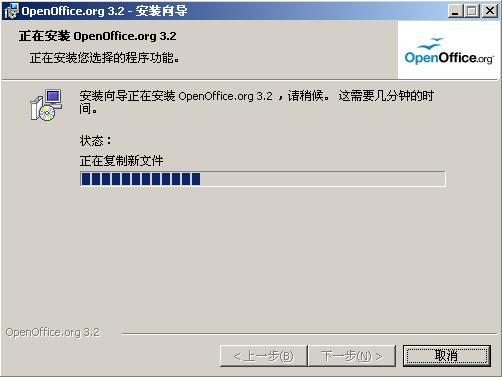 OpenOffice.org 3.2 - 安装向导
正在安装 OpenOffice.org 3.2
正在安装您选择的程序功能。
OpenOffice.org
安装向导正在安装 OpenOffice.org 3.2 ，请稍候。 这需要几分钟的时
间。
状态：
正在复制新文件
OpenOffice.org 3.2
< 上一步(B)
下一步(N) >
取消